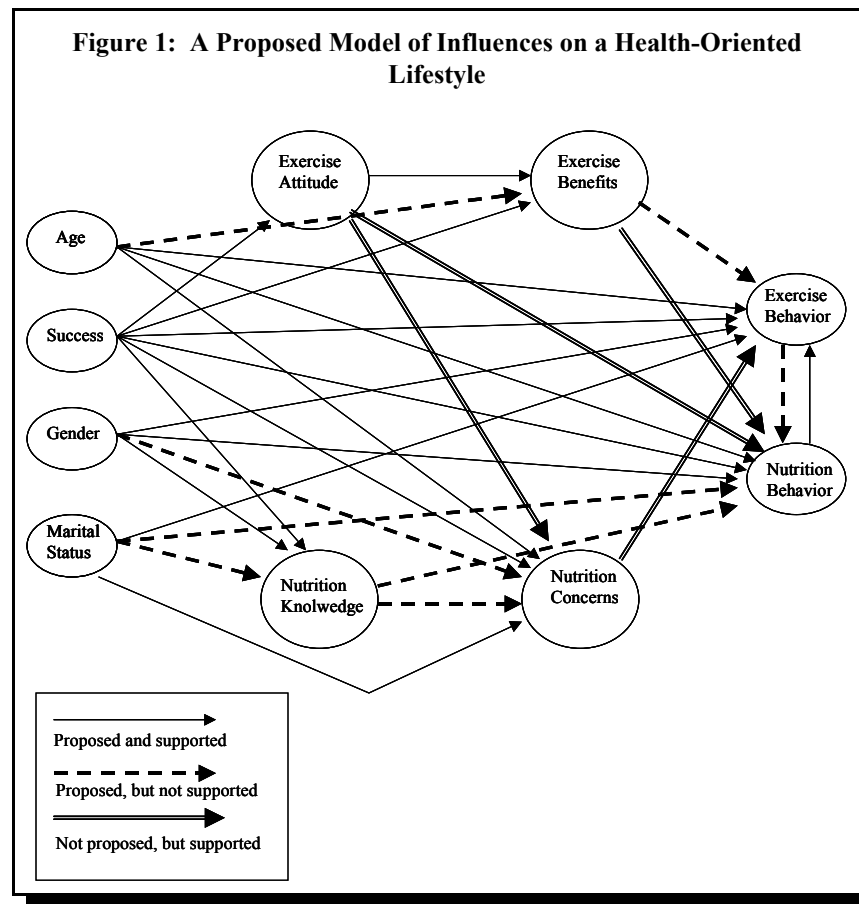 Figure 1: A Proposed Model of Influences on a Health-Oriented
Lifestyle
Exercise
Attitude
Exercise
Benefits
Age
Exercise
Behavior
Success
Gender
Nutrition
Behavior
Marital
Status
Nutrition
Knolwedge
Nutrition
Concerns
Proposed and supported
Proposed, but not supported
Not proposed, but supported